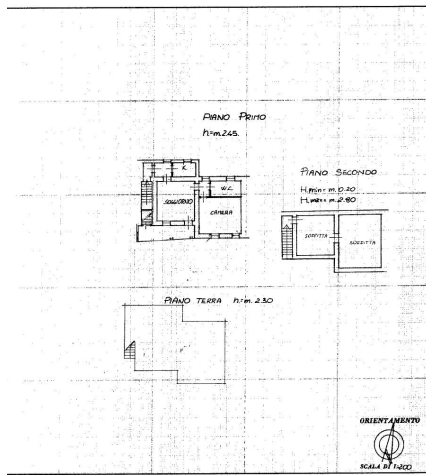 PIANO PRIMO
h=m.2.45.
K.
W.C.
SOGGIORNO
CAMERA
PIANO SECONDO
H.min= m. 0.20
H.max= m. 2.80
SOFFITTA
SOFFITTA
PIANO TERRA h=m. 2.30
ORIENTAMENTO
SCALA DI 1:200